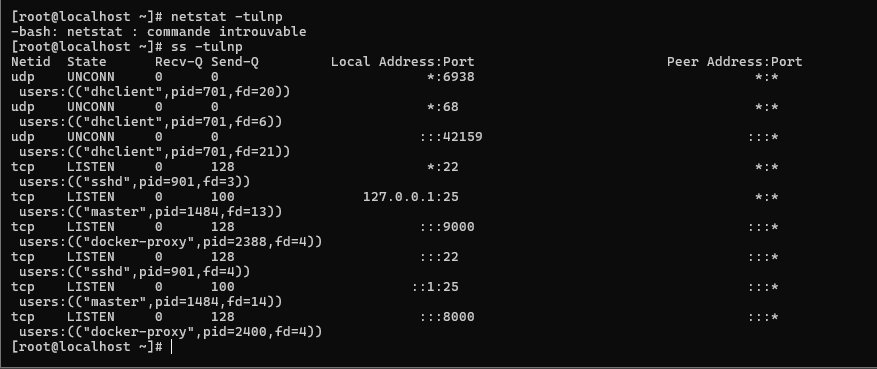 [root@localhost ~]# netstat -tulnp
-bash: netstat : commande introuvable
[root@localhost ~]# ss -tulnp
Netid State Recv-Q Send-Q Local Address:Port Peer Address:Port
udp UNCONN 0 0 *:6938 *:*
users:(("dhclient",pid=701,fd=20))
udp UNCONN 0 0 *:68 *:*
users:(("dhclient",pid=701,fd=6))
udp UNCONN 0 0 :::42159 :::*
users:(("dhclient",pid=701,fd=21))
tcp LISTEN 0 128 *:22 *:*
users:(("sshd",pid=901,fd=3))
tcp LISTEN 0 100 127.0.0.1:25 *:*
users:(("master",pid=1484,fd=13))
tcp LISTEN 0 128 :::9000 :::*
users:(("docker-proxy",pid=2388,fd=4))
tcp LISTEN 0 128 :::22 :::*
users:(("sshd",pid=901,fd=4))
tcp LISTEN 0 100 ::1:25 :::*
users:(("master",pid=1484,fd=14))
tcp LISTEN 0 128 :::8000 :::*
users:(("docker-proxy",pid=2400,fd=4))
[root@localhost ~]#